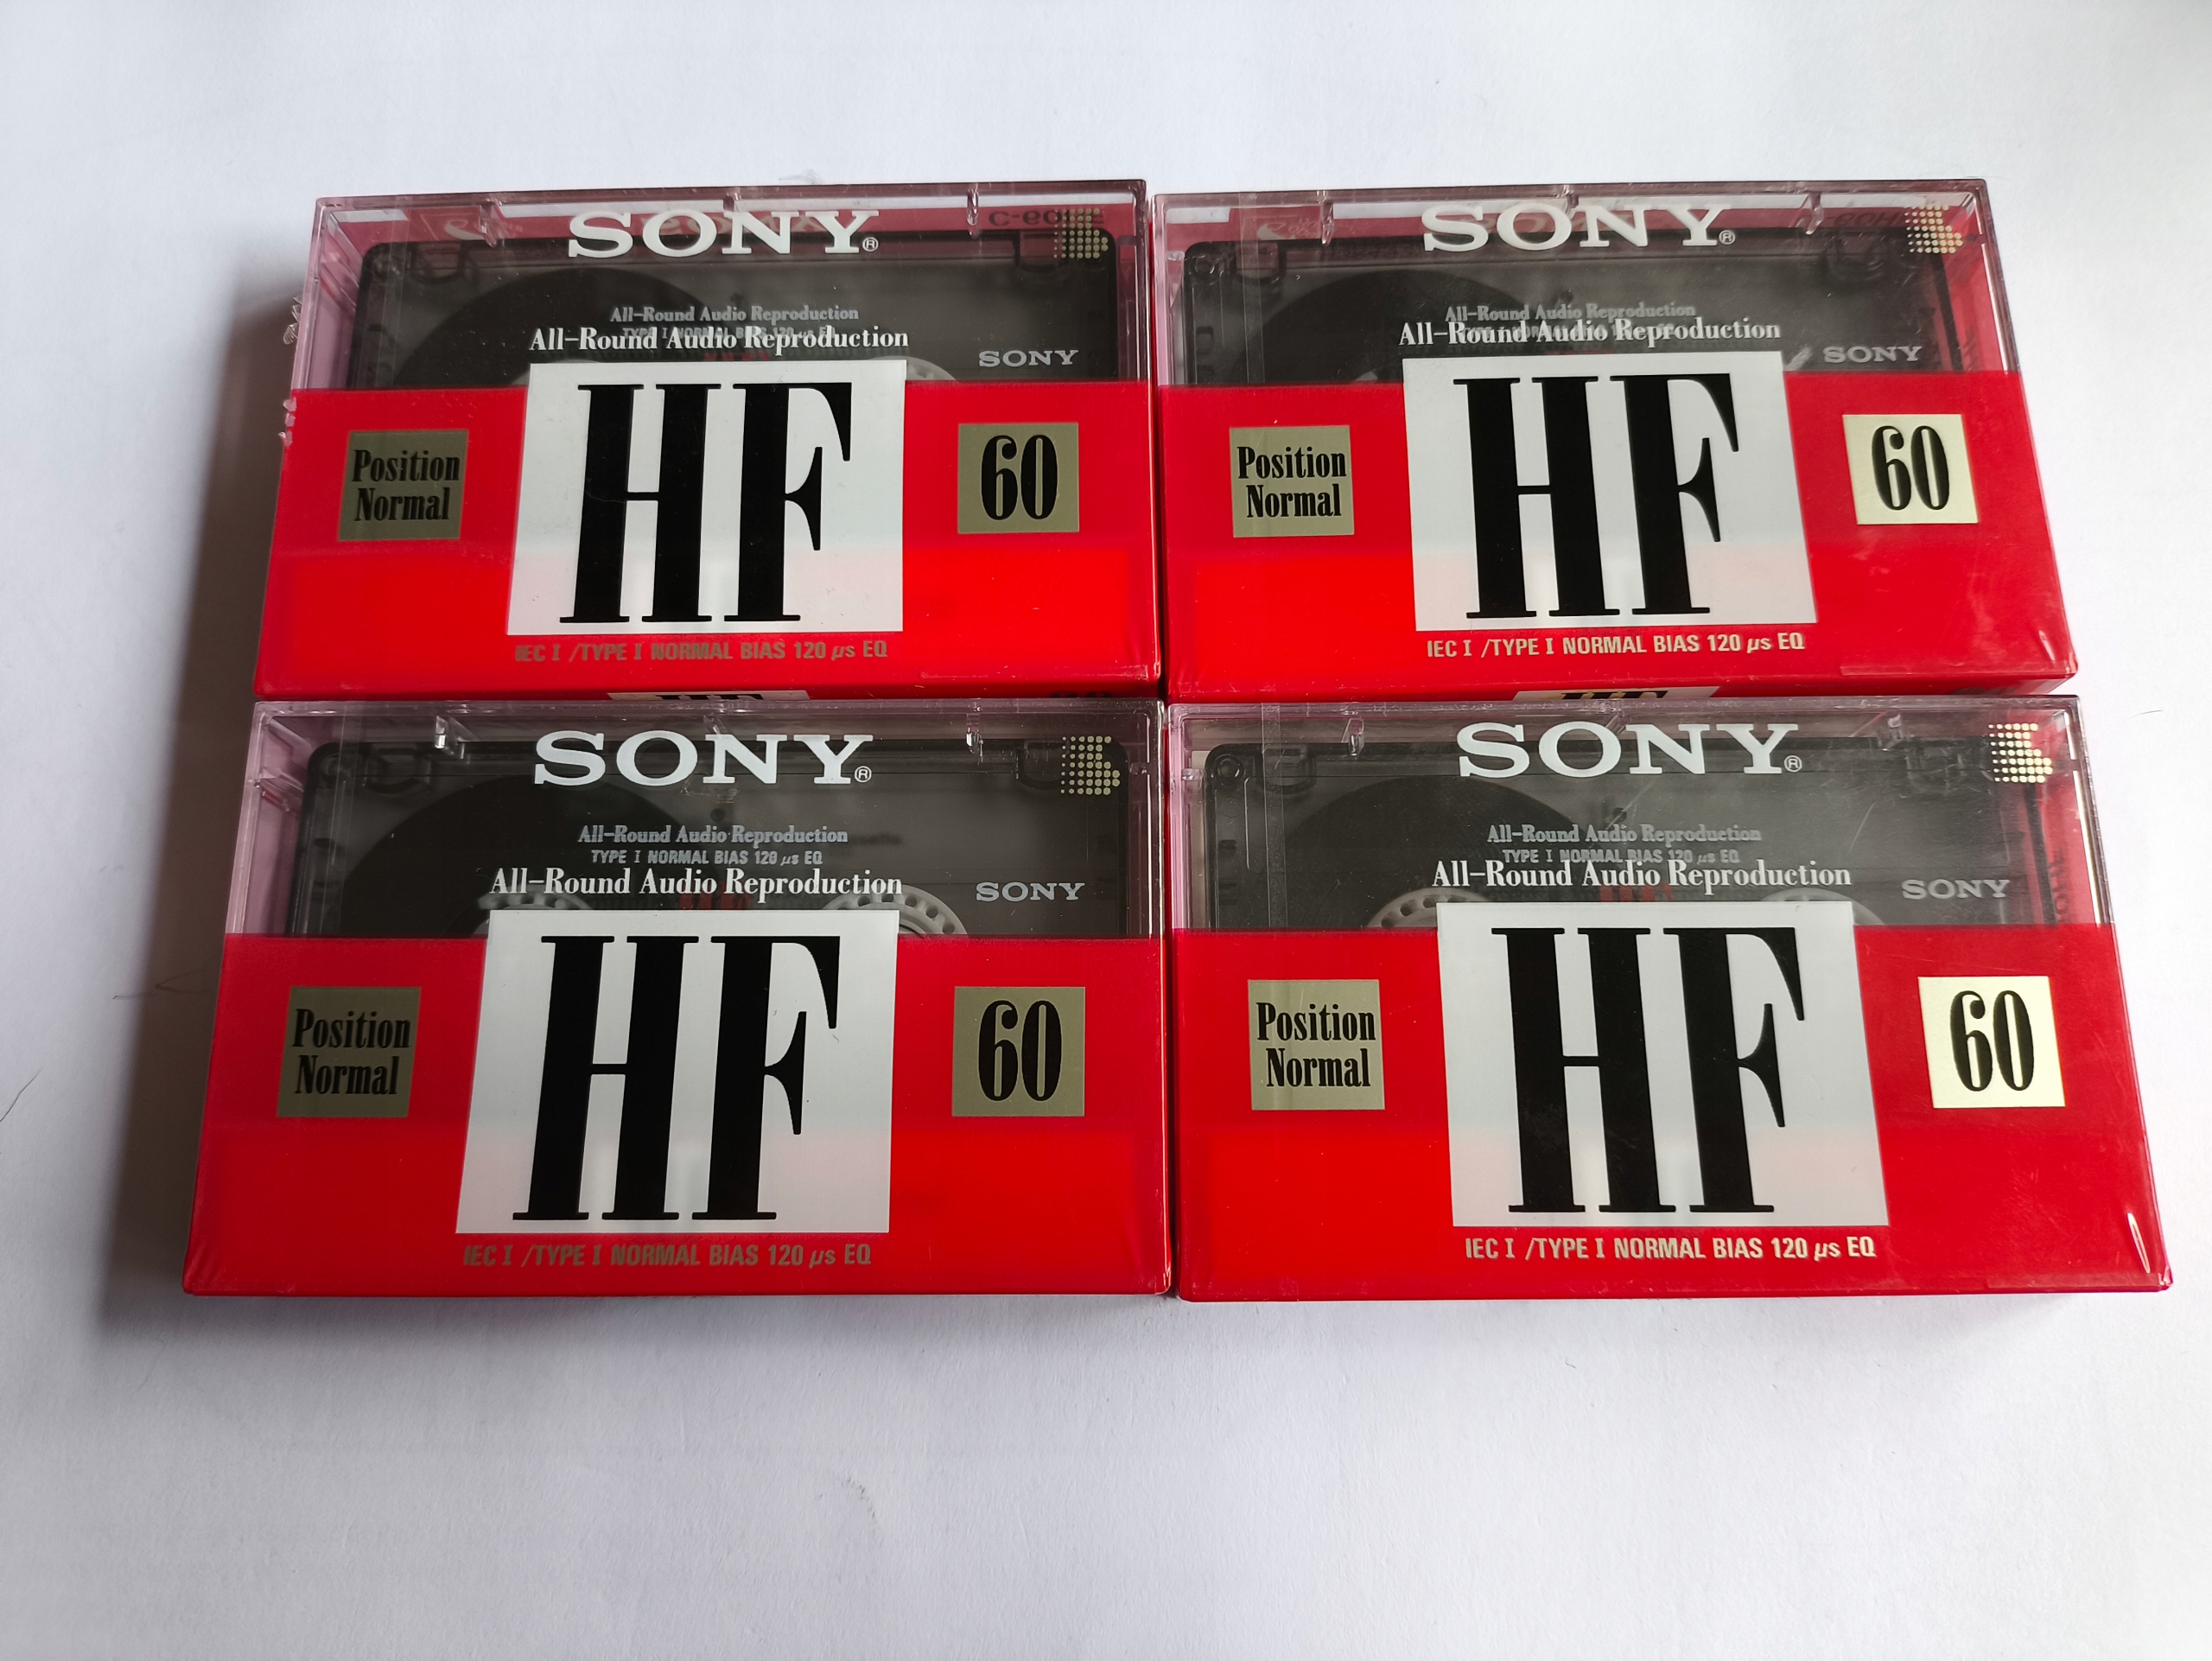 SONY®
All-Round Audio Reproduction
All-Round Audio Reproduction
SONY
HF
Position
Normal
60
IEC I /TYPE I NORMAL BIAS 120 μs EQ
SONY®
All-Round Audio Reproduction
All-Round Audio Reproduction
SONY
HF
Position
Normal
60
IEC I /TYPE I NORMAL BIAS 120 μs EQ
SONY®
All-Round Audio Reproduction
TYPE I NORMAL BIAS 120 μs EQ
All-Round Audio Reproduction
SONY
HF
Position
Normal
60
IEC I /TYPE I NORMAL BIAS 120 μs EQ
SONY®
All-Round Audio Reproduction
TYPE I NORMAL BIAS 120 μs EQ
All-Round Audio Reproduction
SONY
HF
Position
Normal
60
IEC I /TYPE I NORMAL BIAS 120 μs EQ